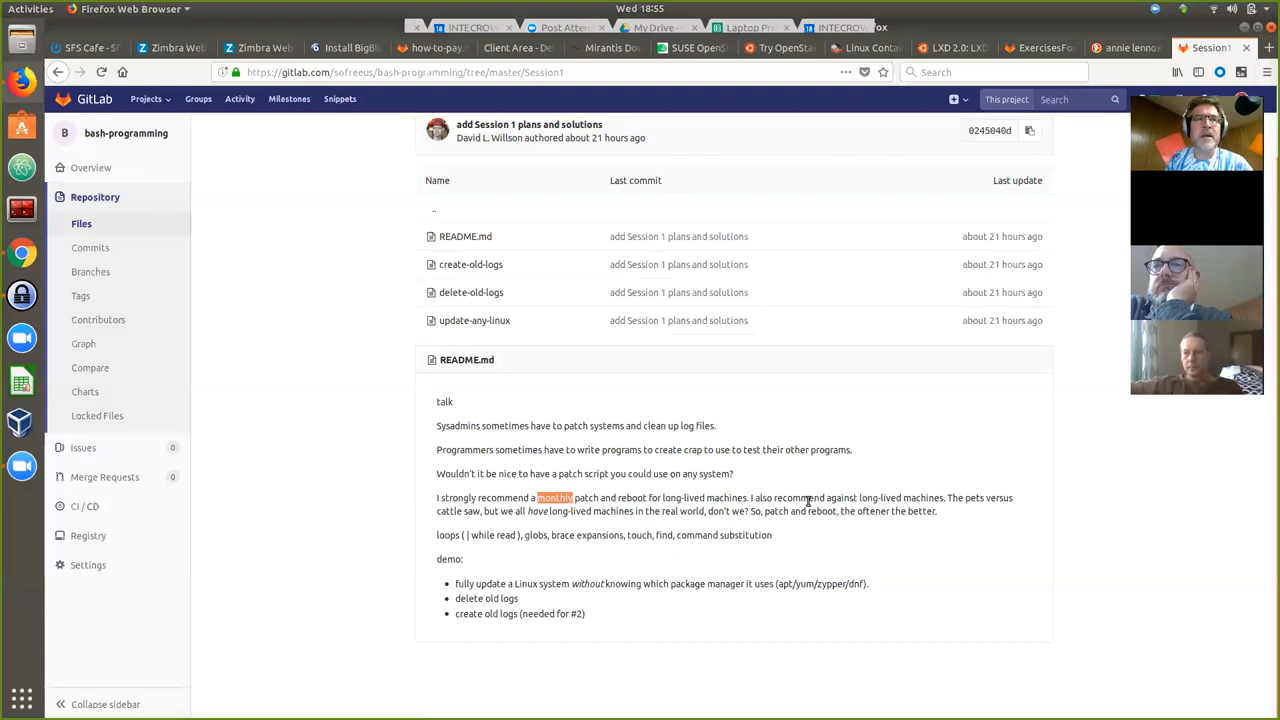 Activities
Firefox Web Browser
Wed 18:55
INTECROW
Post Atten
My Drive
Laptop Pr
INTECROW
fox
SFS Cafe - Of
Zimbra Web
Zimbra Web
Install BigBl
how-to-pay.
Client Area - De
Mirantis Do
SUSE OpenS
Try OpenSta
Linux Contai
LXD 2.0: LXD
ExercisesFo
annie lennox
Session1
https://gitlab.com/sofreeus/bash-programming/tree/master/Session1
Search
GitLab
Projects
Groups
Activity
Milestones
Snippets
This project
Search
B
bash-programming
Overview
Repository
Files
Commits
Branches
Tags
Contributors
Graph
Compare
Charts
Locked Files
Issues 0
Merge Requests 0
CI / CD
Registry
Settings
Collapse sidebar
add Session 1 plans and solutions
David L. Willson authored about 21 hours ago
0245040d
Name Last commit Last update
..
README.md add Session 1 plans and solutions about 21 hours ago
create-old-logs add Session 1 plans and solutions about 21 hours ago
delete-old-logs add Session 1 plans and solutions about 21 hours ago
update-any-linux add Session 1 plans and solutions about 21 hours ago
README.md
talk
Sysadmins sometimes have to patch systems and clean up log files.
Programmers sometimes have to write programs to create crap to use to test their other programs.
Wouldn't it be nice to have a patch script you could use on any system?
I strongly recommend a monthly patch and reboot for long-lived machines. I also recommend against long-lived machines. The pets versus
cattle saw, but we all have long-lived machines in the real world, don't we? So, patch and reboot, the oftener the better.
loops ( | while read ), globs, brace expansions, touch, find, command substitution
demo:
fully update a Linux system without knowing which package manager it uses (apt/yum/zypper/dnf).
delete old logs
create old logs (needed for #2)